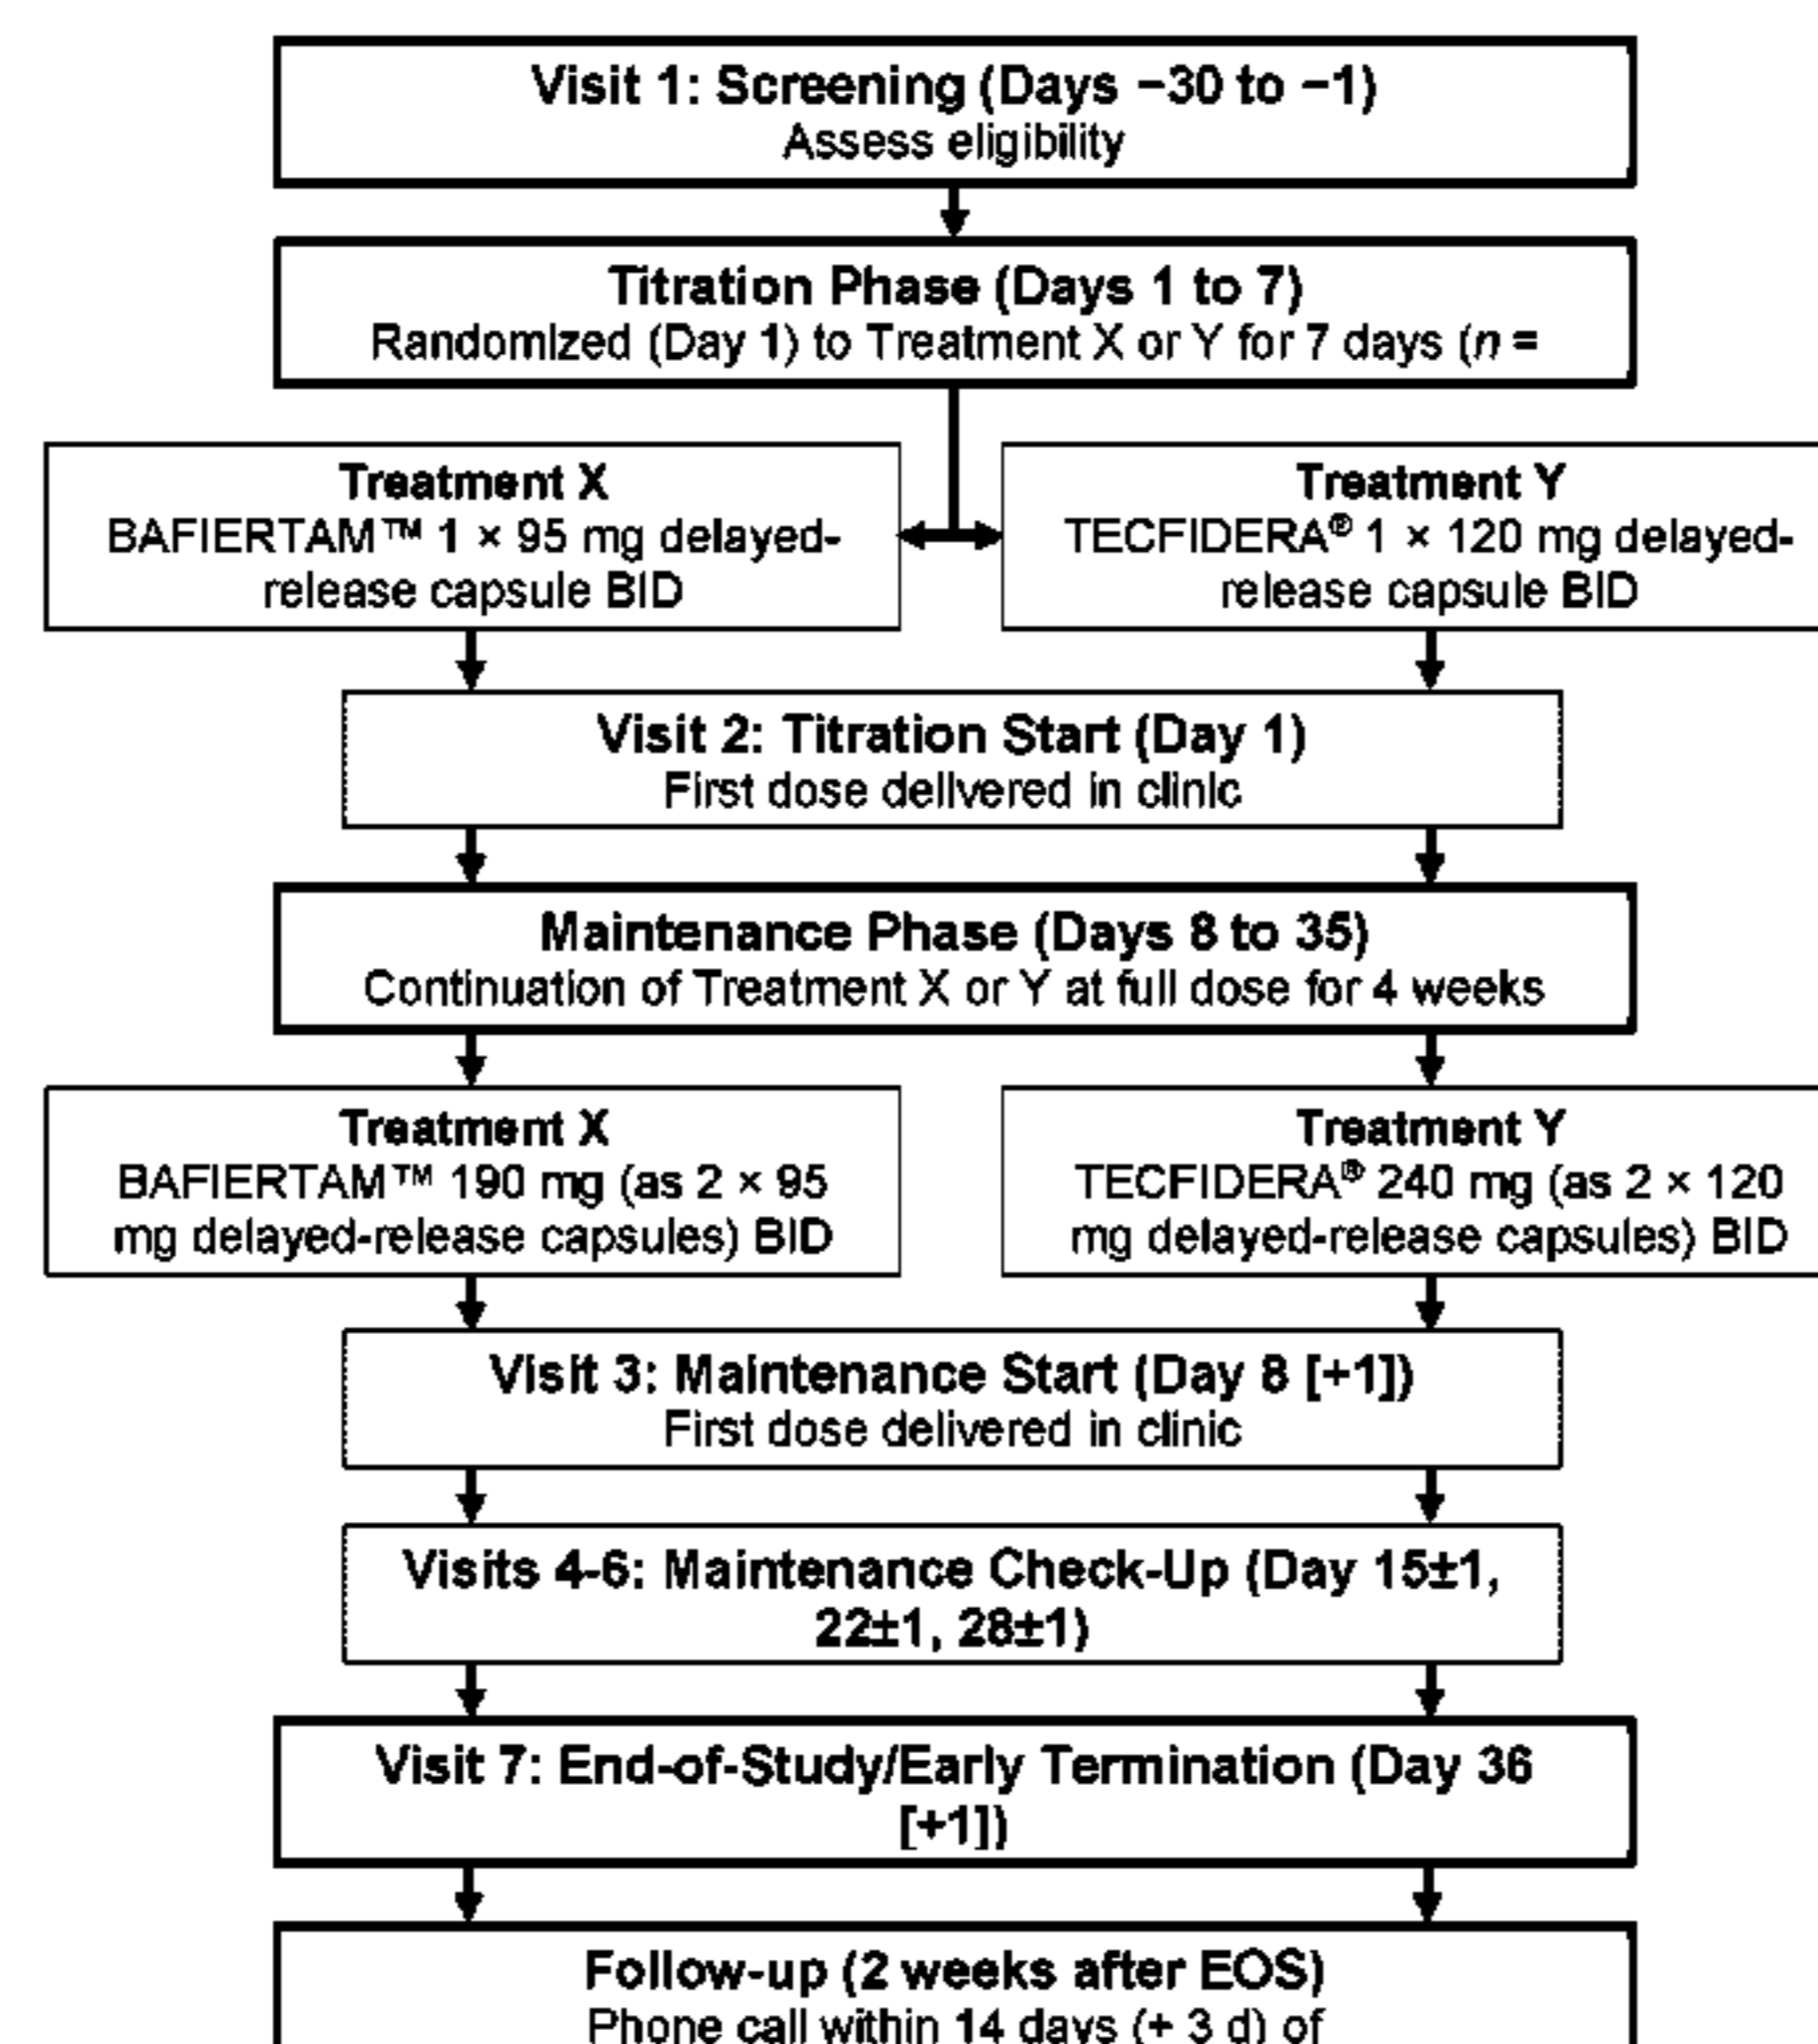 Visit 1: Screening (Days −30 to −1)
Assess eligibility
Titration Phase (Days 1 to 7)
Randomized (Day 1) to Treatment X or Y for 7 days (n =
Treatment X
BAFIERTAM™ 1 × 95 mg delayed-
release capsule BID
Treatment Y
TECFIDERA® 1 × 120 mg delayed-
release capsule BID
Visit 2: Titration Start (Day 1)
First dose delivered in clinic
Maintenance Phase (Days 8 to 35)
Continuation of Treatment X or Y at full dose for 4 weeks
Treatment X
BAFIERTAM™ 190 mg (as 2 × 95
mg delayed-release capsules) BID
Treatment Y
TECFIDERA® 240 mg (as 2 × 120
mg delayed-release capsules) BID
Visit 3: Maintenance Start (Day 8 [+1])
First dose delivered in clinic
Visits 4-6: Maintenance Check-Up (Day 15±1,
22±1, 28±1)
Visit 7: End-of-Study/Early Termination (Day 36
[+1])
Follow-up (2 weeks after EOS)
Phone call within 14 days (+ 3 d) of